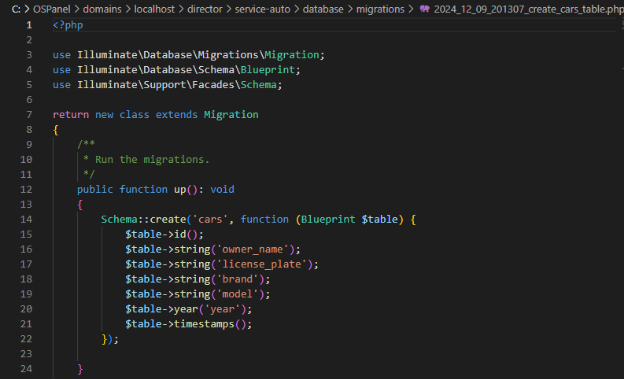 C: > OSPanel > domains > localhost > director > service-auto > database > migrations > 2024_12_09_201307_create_cars_table.php
1 <?php
2
3 use Illuminate\Database\Migrations\Migration;
4 use Illuminate\Database\Schema\Blueprint;
5 use Illuminate\Support\Facades\Schema;
6
7 return new class extends Migration
8 {
9     /**
10      * Run the migrations.
11      */
12     public function up(): void
13     {
14         Schema::create('cars', function (Blueprint $table) {
15             $table->id();
16             $table->string('owner_name');
17             $table->string('license_plate');
18             $table->string('brand');
19             $table->string('model');
20             $table->year('year');
21             $table->timestamps();
22         });
23
24     }